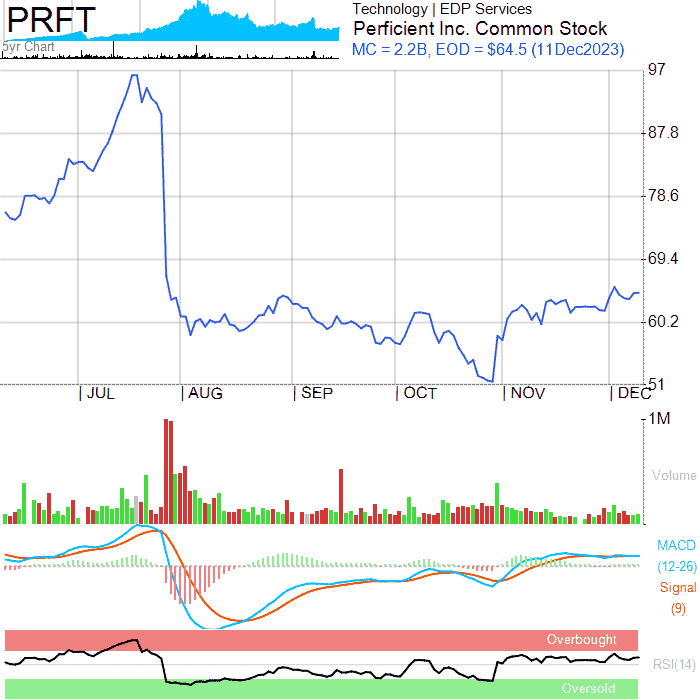 PRFT
5yr Chart
Technology | EDP Services
Perficient Inc. Common Stock
MC = 2.2B, EOD = $64.5 (11Dec2023)
97
87.8
78.6
69.4
60.2
51
JUL AUG SEP OCT NOV DEC
1M
Volume
MACD
(12-26)
Signal
(9)
Overbought
RSI(14)
Oversold